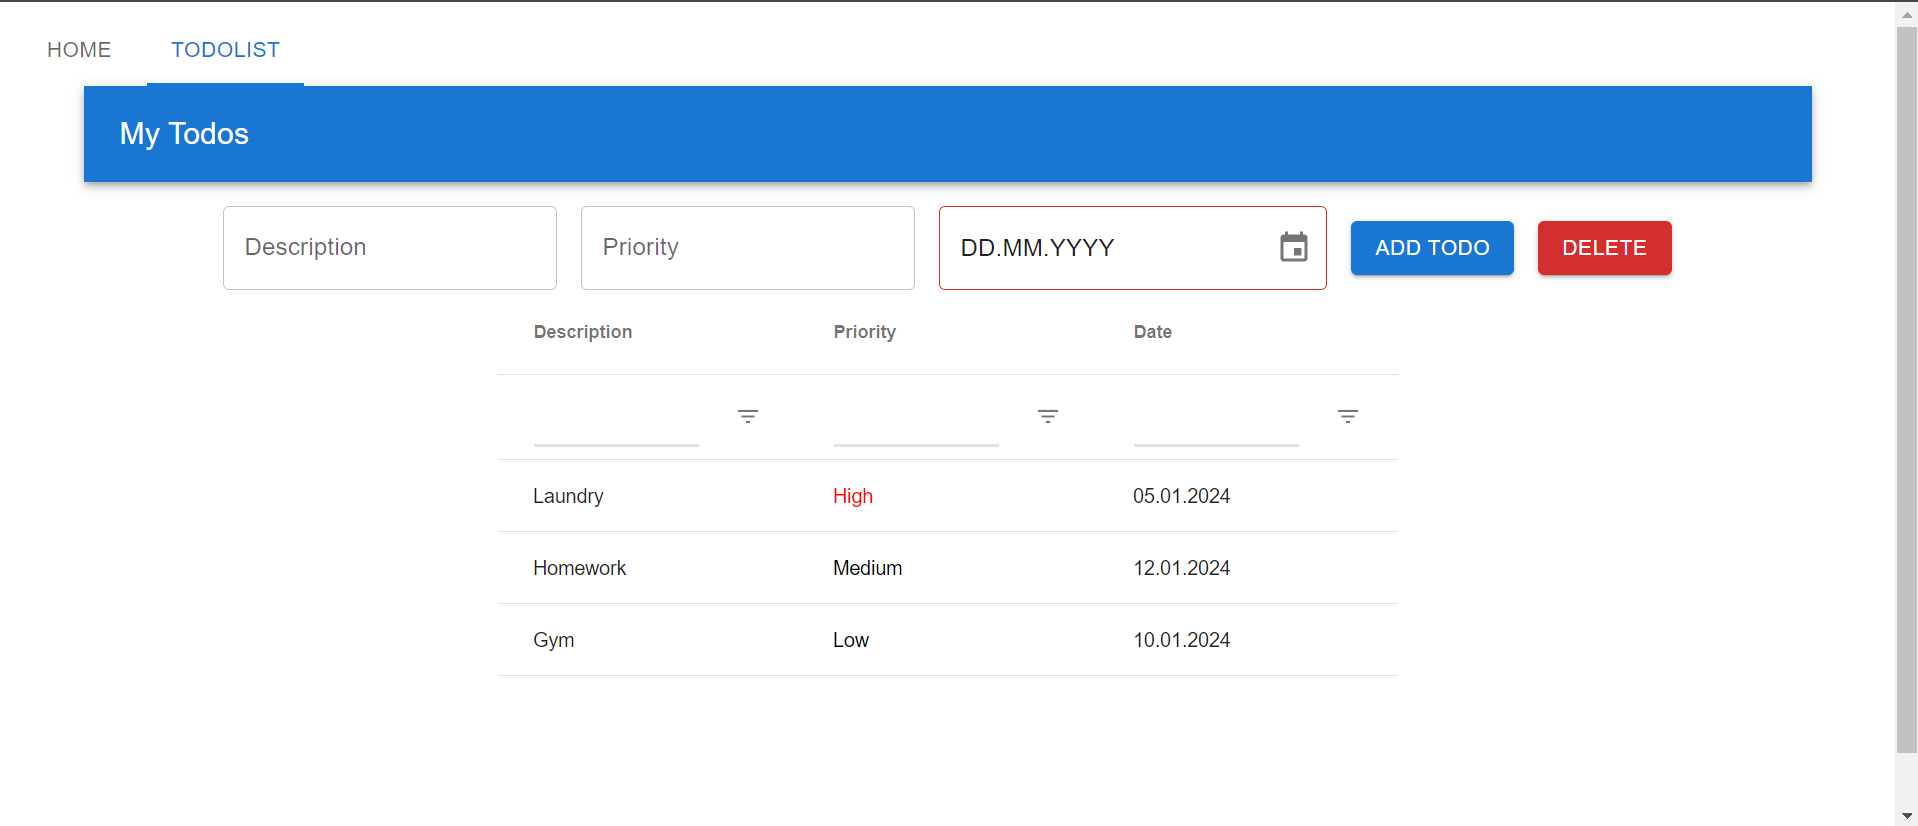 HOME TODOLIST
My Todos
Description Priority DD.MM.YYYY ADD TODO DELETE
Description Priority Date
Laundry High 05.01.2024
Homework Medium 12.01.2024
Gym Low 10.01.2024